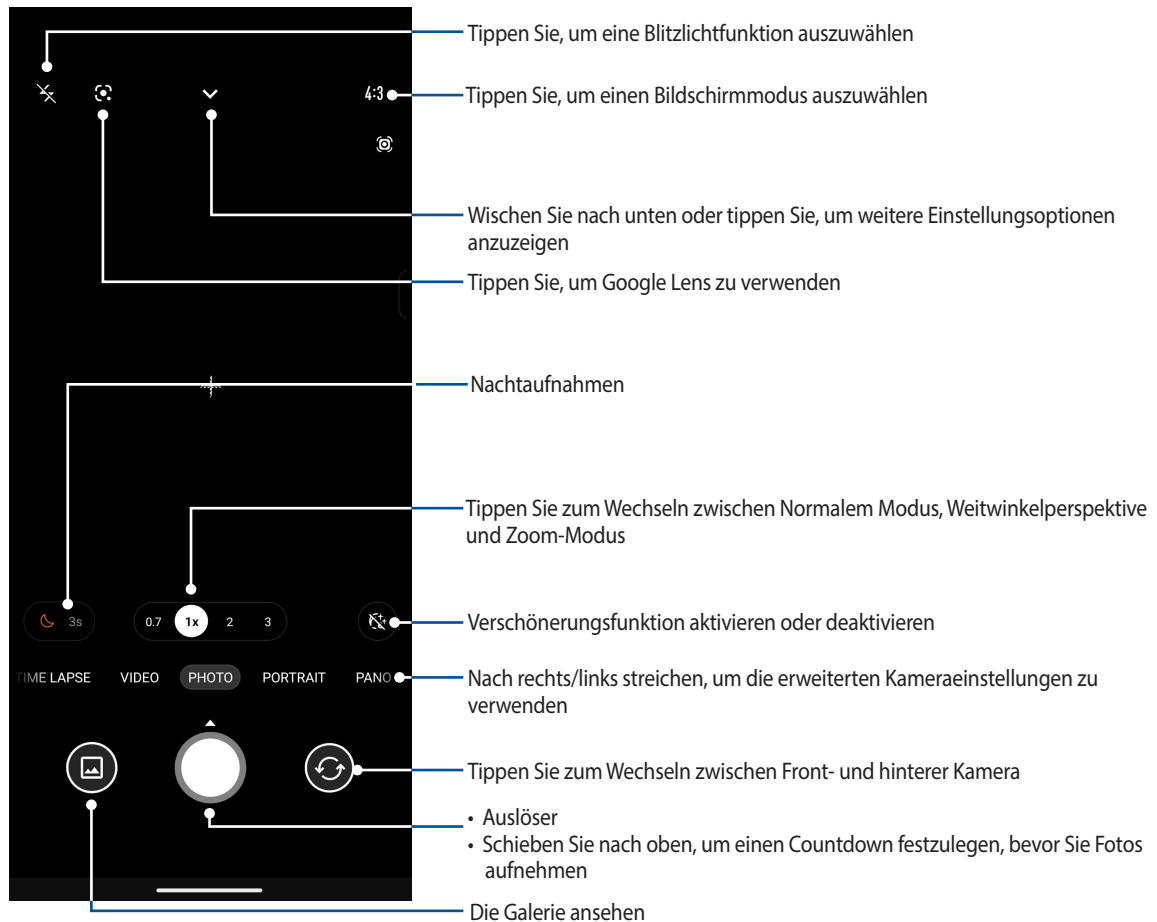 Tippen Sie, um eine Blitzlichtfunktion auszuwählen
4:3
Tippen Sie, um einen Bildschirmmodus auszuwählen
Wischen Sie nach unten oder tippen Sie, um weitere Einstellungsoptionen
anzuzeigen
Tippen Sie, um Google Lens zu verwenden
Nachtaufnahmen
Tippen Sie zum Wechseln zwischen Normalem Modus, Weitwinkelperspektive
und Zoom-Modus
3s 0.7 1x 2 3
Verschönerungsfunktion aktivieren oder deaktivieren
TIME LAPSE VIDEO PHOTO PORTRAIT PANO
Nach rechts/links streichen, um die erweiterten Kameraeinstellungen zu
verwenden
Tippen Sie zum Wechseln zwischen Front- und hinterer Kamera
• Auslöser
• Schieben Sie nach oben, um einen Countdown festzulegen, bevor Sie Fotos
aufnehmen
Die Galerie ansehen